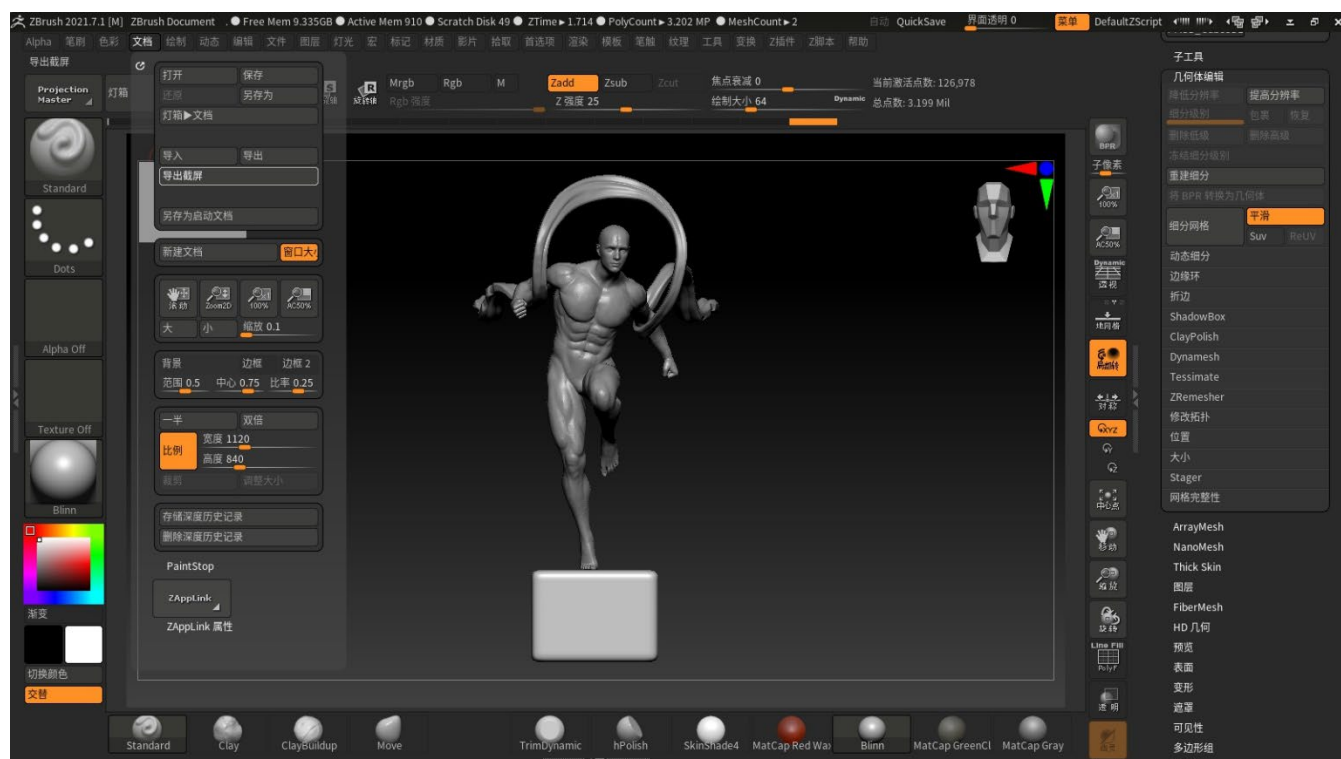 ZBrush 2021.7.1 [M] ZBrush Document . ● Free Mem 9.335GB ● Active Mem 910 ● Scratch Disk 49 ● ZTime ▸ 1.714 ● PolyCount ▸ 3.202 MP ● MeshCount ▸ 2 自动 QuickSave 界面透明 0 菜单 DefaultZScript
Alpha 笔刷 色彩 文档 绘制 动态 编辑 文件 图层 灯光 宏 标记 材质 影片 拾取 首选项 渲染 模板 笔触 纹理 工具 变换 Z插件 Z脚本 帮助
导出截屏
Projection Master
灯箱
Standard
Dots
Alpha Off
Texture Off
Blinn
渐变
切换颜色
交替
打开 保存
还原 另存为
灯箱▶文档
导入 导出
导出截屏
另存为启动文档
新建文档 窗口大小
活动 Zoom2D 100% AC50%
大 小 缩放 0.1
背景 边框 边框 2
范围 0.5 中心 0.75 比率 0.25
一半 双倍
比例 宽度 1120
高度 840
裁剪 调整大小
存储深度历史记录
删除深度历史记录
PaintStop
ZAppLink
ZAppLink 属性
Mrgb Rgb M
Rgb 强度
Zadd Zsub Zcut
Z 强度 25
焦点衰减 0
绘制大小 64 Dynamic
当前激活点数: 126,978
总点数: 3.199 Mil
BPR
子像素
100%
AC50%
Dynamic
透视
地网格
对称
XYZ
中心点
移动
缩放
旋转
Line Fill
PolyF
透明
子工具
几何体编辑
降低分辨率 提高分辨率
细分级别 包裹 恢复
删除低级 删除高级
冻结细分级别
重建细分
将 BPR 转换为几何体
细分网格 平滑
Suv ReUV
动态细分
边缘环
折边
ShadowBox
ClayPolish
Dynamesh
Tessimate
ZRemesher
修改拓扑
位置
大小
Stager
网格完整性
ArrayMesh
NanoMesh
Thick Skin
图层
FiberMesh
HD 几何
预览
表面
变形
遮罩
可见性
多边形组
Standard Clay ClayBuildup Move TrimDynamic hPolish SkinShade4 MatCap Red Wax Blinn MatCap GreenCl MatCap Gray